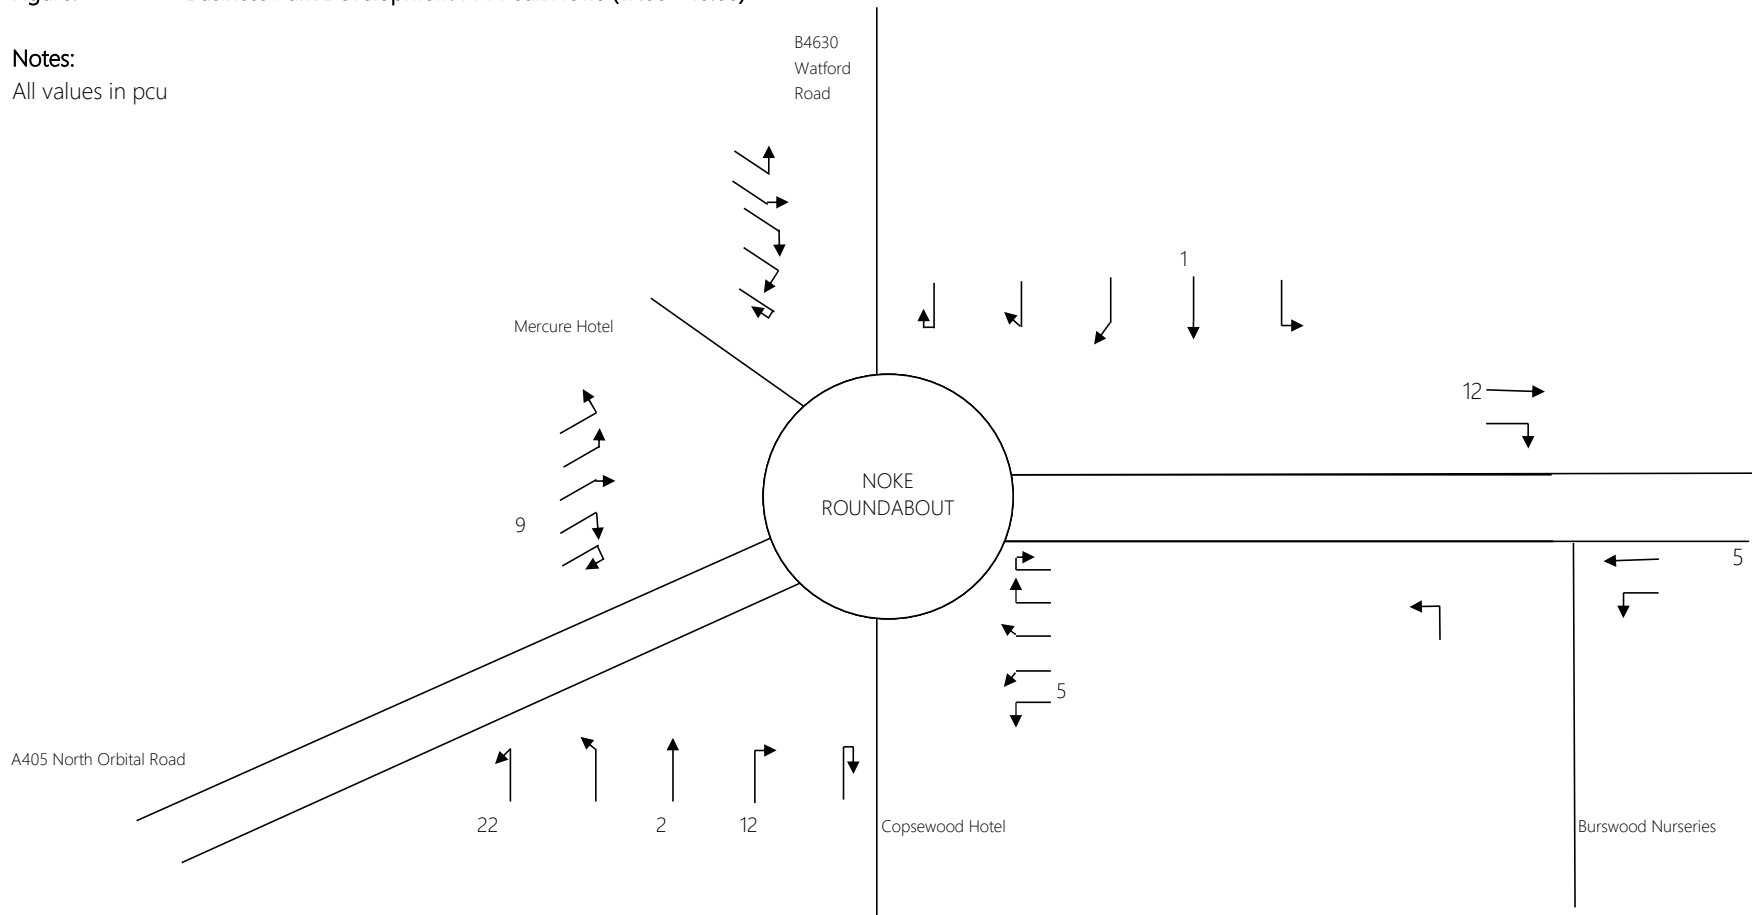 Notes:
All values in pcu
B4630
Watford
Road
1
Mercure Hotel
12
NOKE
ROUNDABOUT
9
5
5
A405 North Orbital Road
22
2
12
Copsewood Hotel
Burswood Nurseries